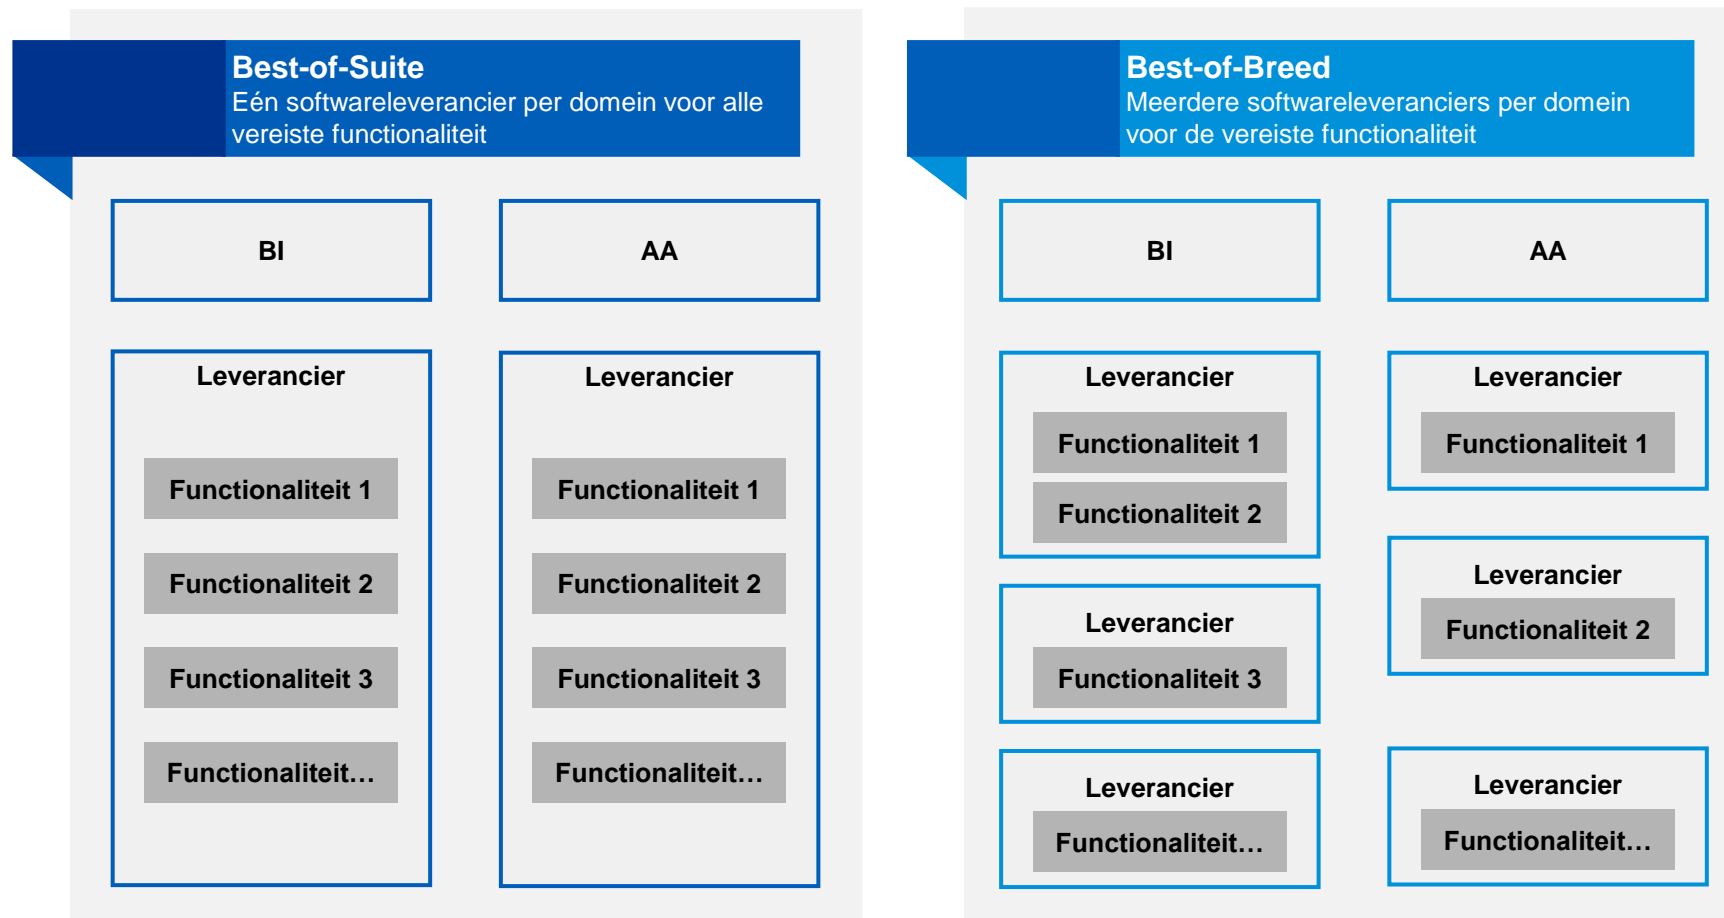 Best-of-Suite
Eén softwareleverancier per domein voor alle
vereiste functionaliteit
BI
AA
Leverancier
Functionaliteit 1
Functionaliteit 2
Functionaliteit 3
Functionaliteit…
Leverancier
Functionaliteit 1
Functionaliteit 2
Functionaliteit 3
Functionaliteit…
Best-of-Breed
Meerdere softwareleveranciers per domein
voor de vereiste functionaliteit
BI
AA
Leverancier
Functionaliteit 1
Functionaliteit 2
Leverancier
Functionaliteit 3
Leverancier
Functionaliteit…
Leverancier
Functionaliteit 1
Leverancier
Functionaliteit 2
Leverancier
Functionaliteit…